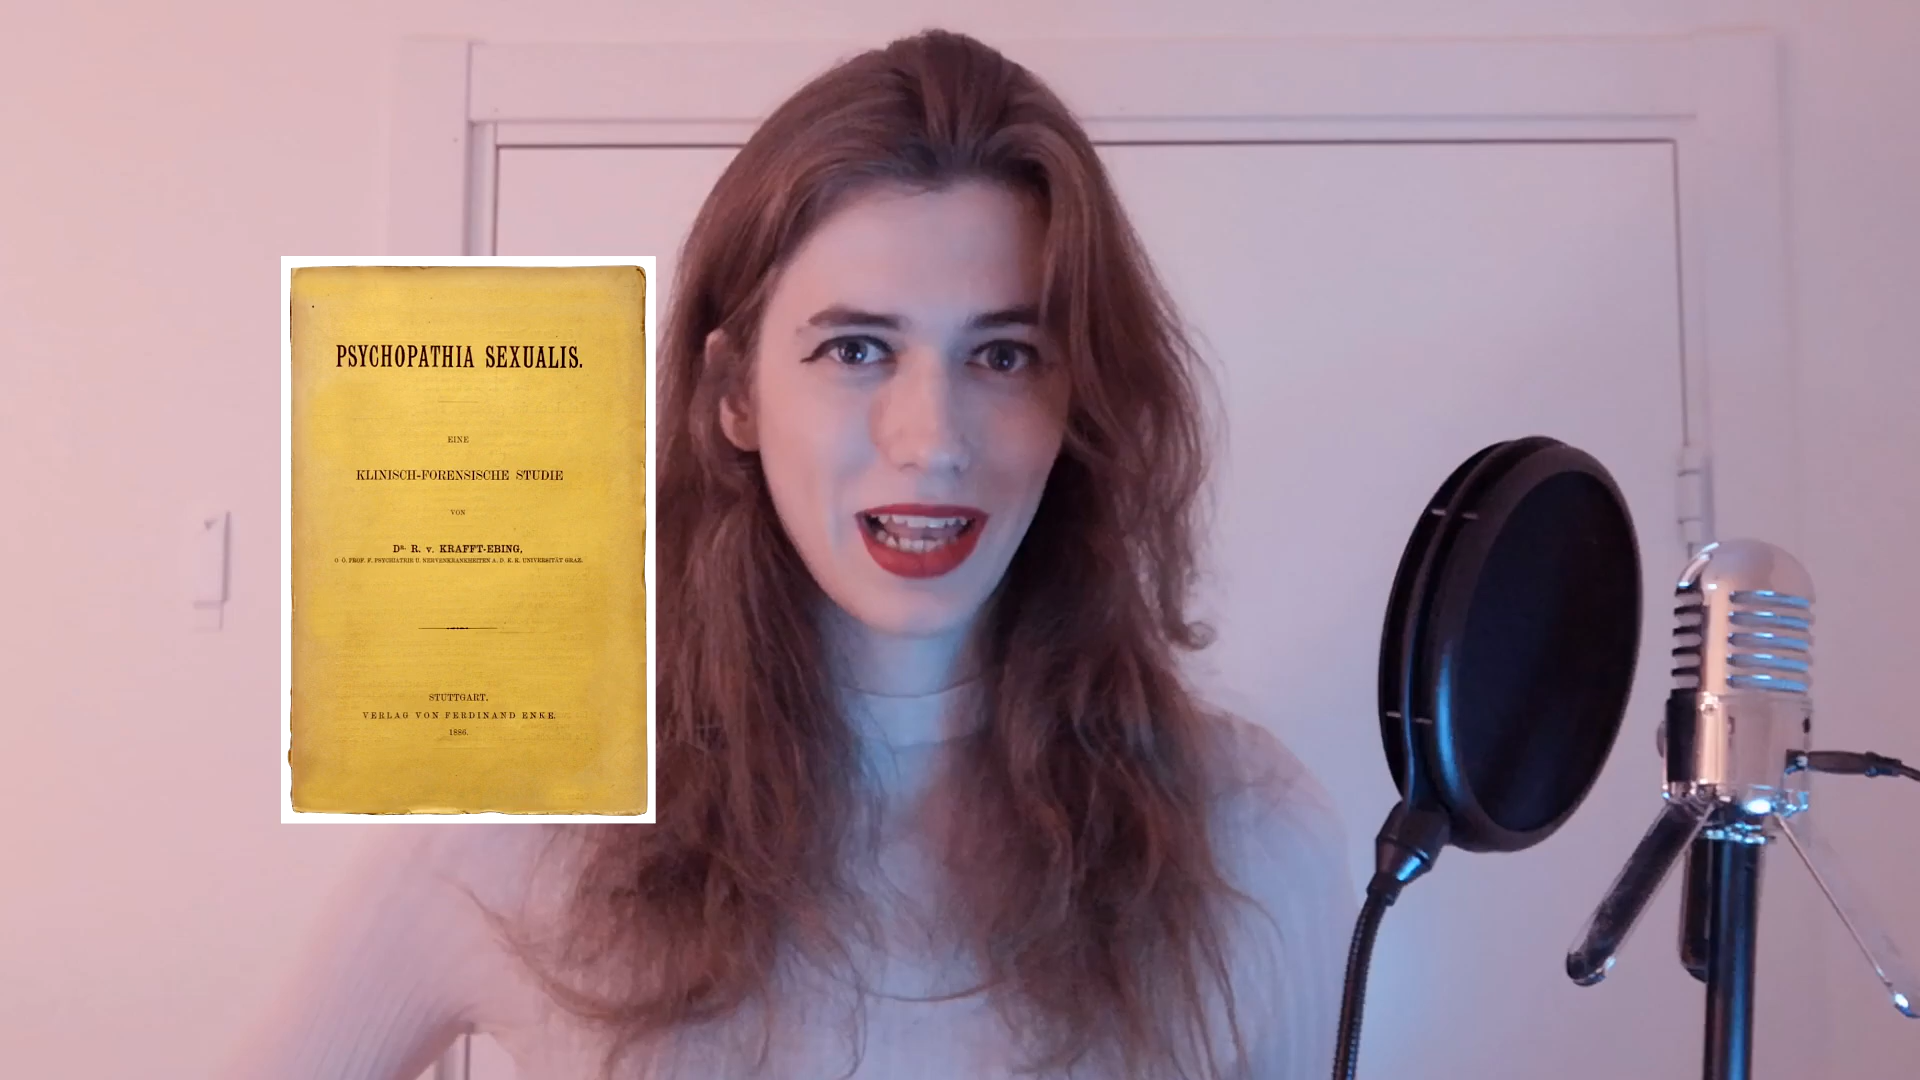 PSYCHOPATHIA SEXUALIS.
EINE
KLINISCH-FORENSISCHE STUDIE
VON
DR. R. v. KRAFFT-EBING,
O. Ö. PROF. F. PSYCHIATRIE U. NERVENKRANKHEITEN A. D. K. K. UNIVERSITÄT GRAZ.
STUTTGART.
VERLAG VON FERDINAND ENKE.
1886.